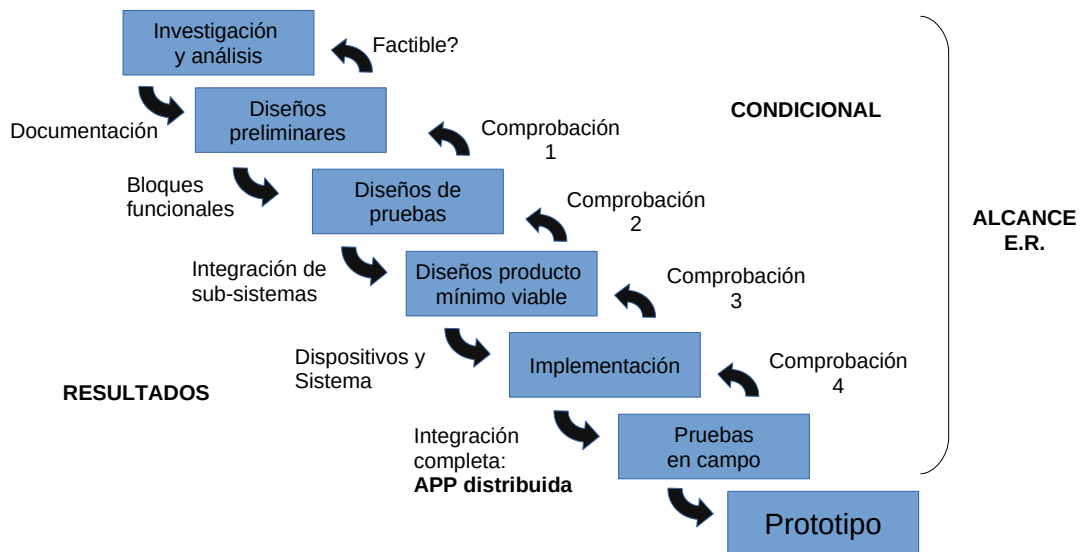 Investigación
y análisis
Factible?
Documentación
Diseños
preliminares
CONDICIONAL
Comprobación
1
Bloques
funcionales
Diseños de
pruebas
Comprobación
2
ALCANCE
E.R.
Integración de
sub-sistemas
Diseños producto
mínimo viable
Comprobación
3
Dispositivos y
Sistema
Implementación
Comprobación
4
RESULTADOS
Integración
completa:
APP distribuida
Pruebas
en campo
Prototipo